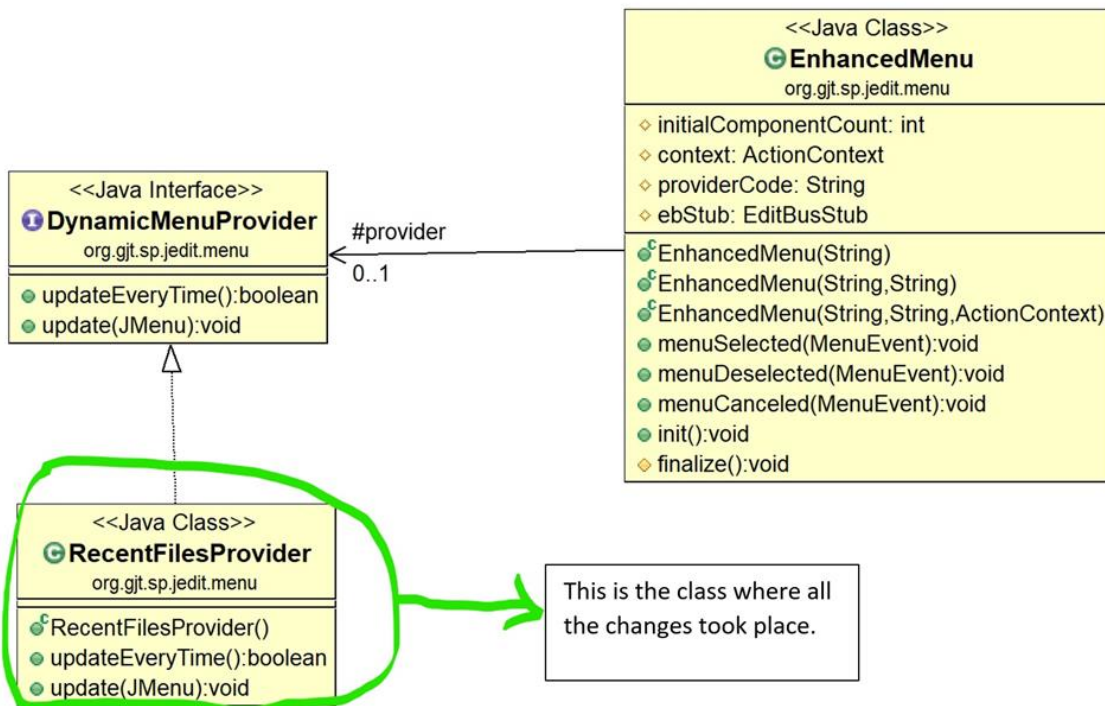 <<Java Class>>
EnhancedMenu
org.gjt.sp.jedit.menu
initialComponentCount: int
context: ActionContext
providerCode: String
ebStub: EditBusStub
EnhancedMenu(String)
EnhancedMenu(String,String)
EnhancedMenu(String,String,ActionContext)
menuSelected(MenuEvent):void
menuDeselected(MenuEvent):void
menuCanceled(MenuEvent):void
init():void
finalize():void
<<Java Interface>>
DynamicMenuProvider
org.gjt.sp.jedit.menu
updateEveryTime():boolean
update(JMenu):void
#provider
0..1
<<Java Class>>
RecentFilesProvider
org.gjt.sp.jedit.menu
RecentFilesProvider()
updateEveryTime():boolean
update(JMenu):void
This is the class where all
the changes took place.